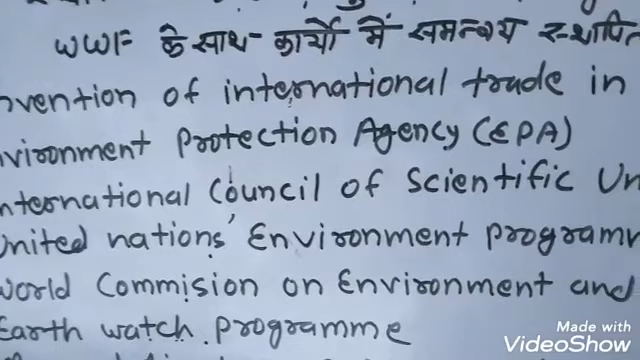 WWF के साथ कार्यो में समन्वय स्थापित
nvention of international trade in
nvironment Protection Agency (EPA)
nternational Council of Scientific Un
United nations' Environment programm
World Commision on Environment and
Earth watch programme
Made with
VideoShow